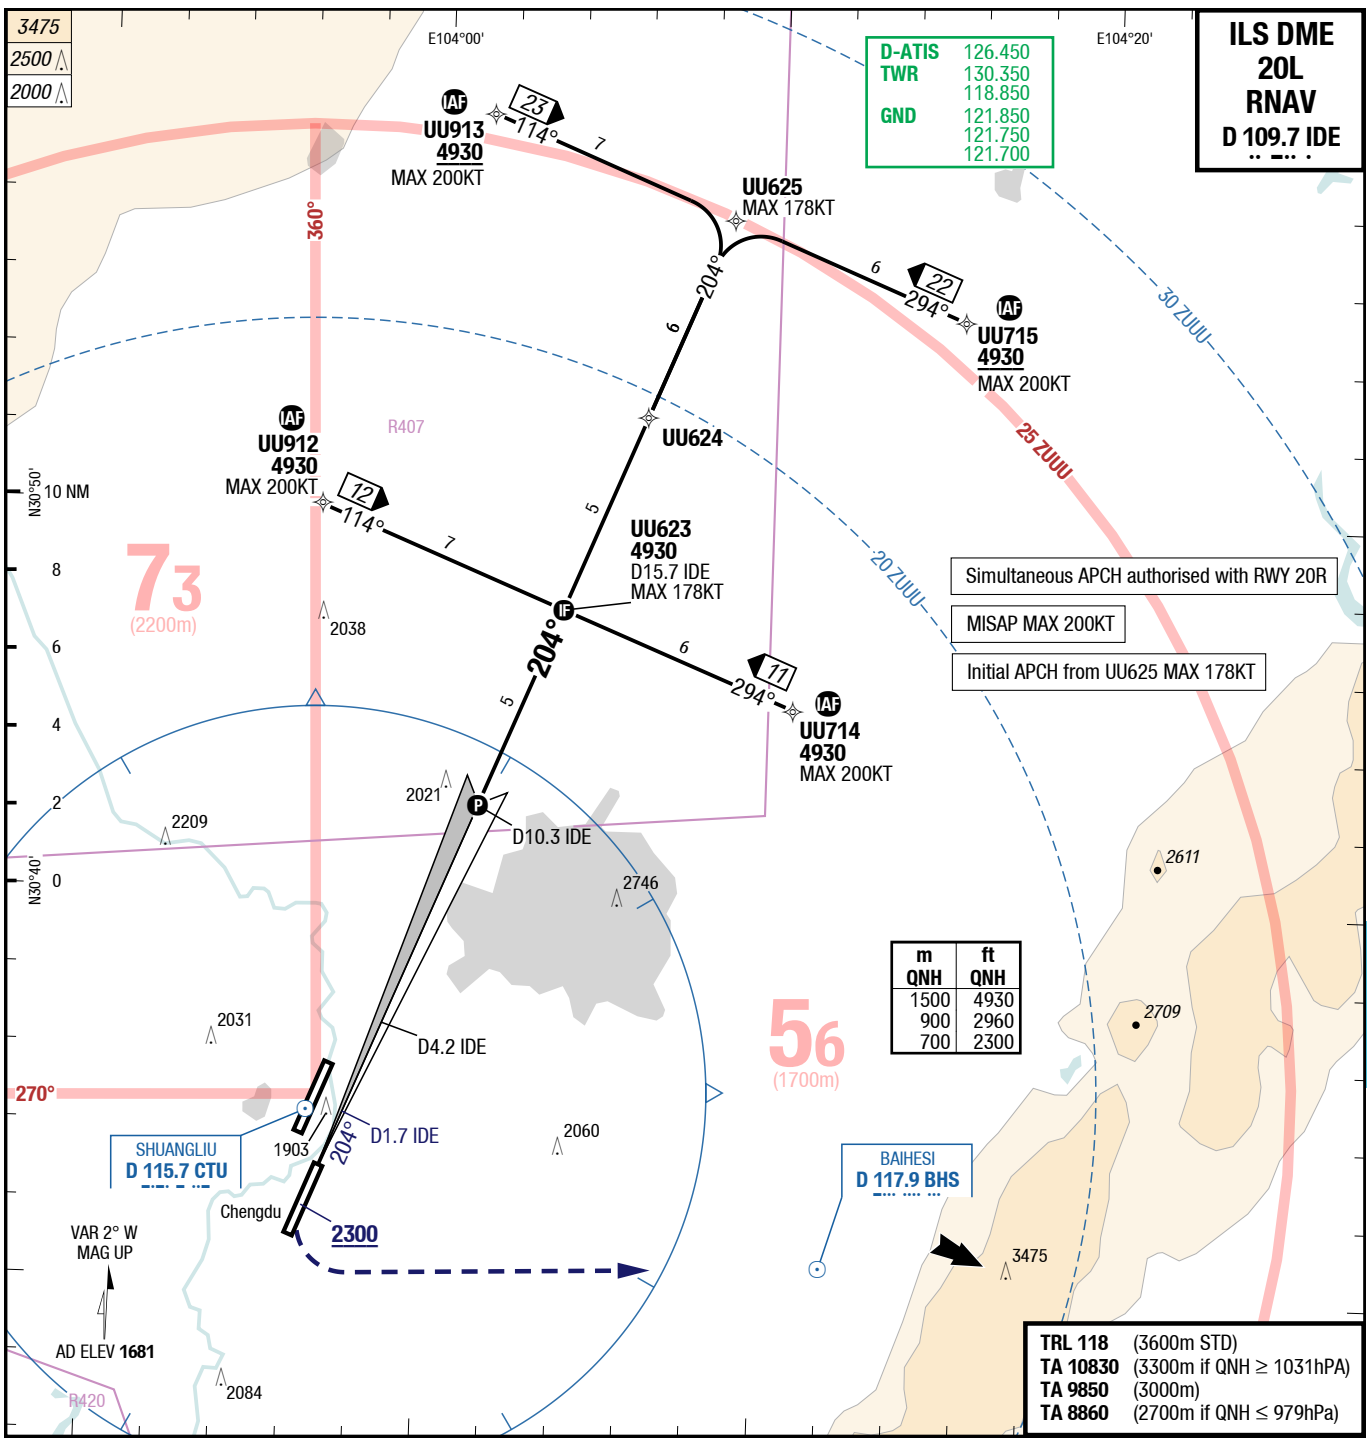 3475
2500
2000
E104°00'
E104°20'
ILS DME
20L
RNAV
D 109.7 IDE
D-ATIS 126.450
TWR 130.350
118.850
GND 121.850
121.750
121.700
IAF
UU913
4930
MAX 200KT
23
114°
7
UU625
MAX 178KT
360°
204°
6
6
22
294°
IAF
UU715
4930
MAX 200KT
30 ZUUU
25 ZUUU
20 ZUUU
IAF
UU912
4930
MAX 200KT
R407
UU624
N30°50'
10 NM
12
114°
7
5
UU623
4930
D15.7 IDE
MAX 178KT
IF
73
(2200m)
8
2038
6
204°
6
11
294°
IAF
UU714
4930
MAX 200KT
Simultaneous APCH authorised with RWY 20R
MISAP MAX 200KT
Initial APCH from UU625 MAX 178KT
5
4
2
2021
P
D10.3 IDE
2209
N30°40'
0
2746
2611
m ft
QNH QNH
1500 4930
900 2960
700 2300
2709
2031
D4.2 IDE
56
(1700m)
270°
SHUANGLIU
D 115.7 CTU
1903
204°
D1.7 IDE
2060
BAIHESI
D 117.9 BHS
Chengdu
2300
VAR 2° W
MAG UP
3475
AD ELEV 1681
2084
R420
TRL 118 (3600m STD)
TA 10830 (3300m if QNH ≥ 1031hPA)
TA 9850 (3000m)
TA 8860 (2700m if QNH ≤ 979hPa)